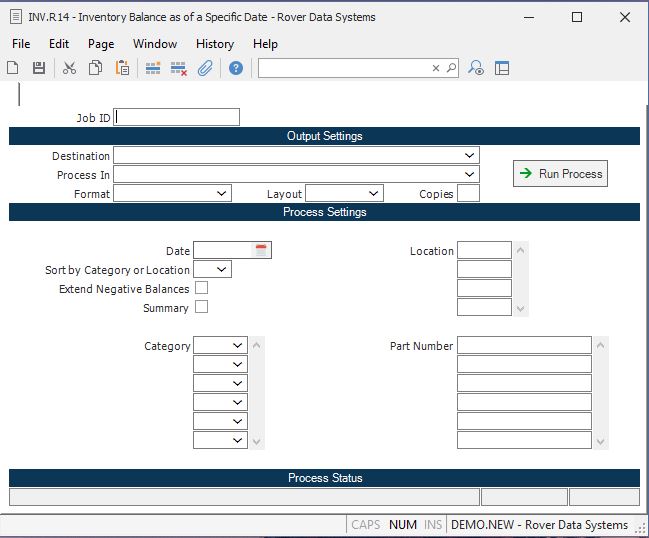 INV.R14 - Inventory Balance as of a Specific Date - Rover Data Systems
File Edit Page Window History Help
Job ID
Output Settings
Destination
Process In
Run Process
Format Layout Copies
Process Settings
Date Location
Sort by Category or Location
Extend Negative Balances
Summary
Category Part Number
Process Status
CAPS NUM INS DEMO.NEW - Rover Data Systems